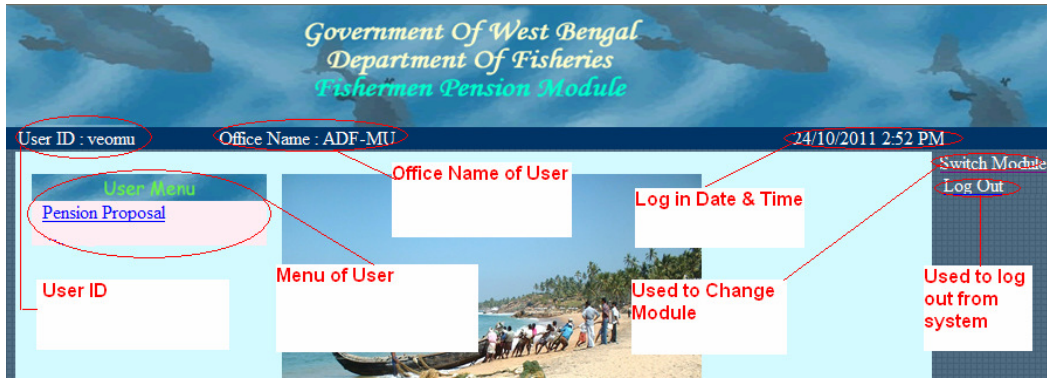 Government Of West Bengal
Department Of Fisheries
Fishermen Pension Module
User ID : veomu
Office Name : ADF-MU
24/10/2011 2:52 PM
Switch Module
Log Out
User Menu
Pension Proposal
Office Name of User
Log in Date & Time
User ID
Menu of User
Used to Change
Module
Used to log
out from
system